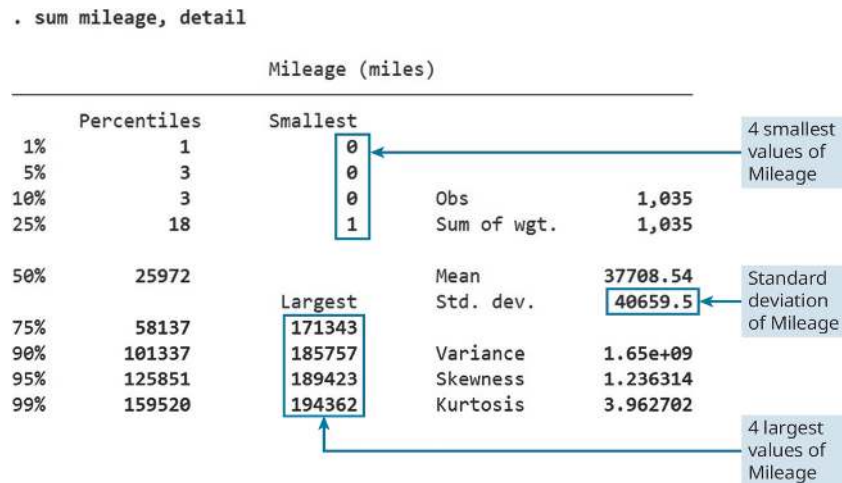 . sum mileage, detail
Mileage (miles)
Percentiles Smallest
1% 1 0
5% 3 0
10% 3 0 Obs 1,035
25% 18 1 Sum of wgt. 1,035
50% 25972 Mean 37708.54
Largest Std. dev. 40659.5
75% 58137 171343
90% 101337 185757 Variance 1.65e+09
95% 125851 189423 Skewness 1.236314
99% 159520 194362 Kurtosis 3.962702
4 smallest
values of
Mileage
Standard
deviation
of Mileage
4 largest
values of
Mileage